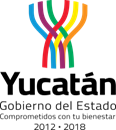 Yucatán
Gobierno del Estado
Comprometidos con tu bienestar
2012 • 2018